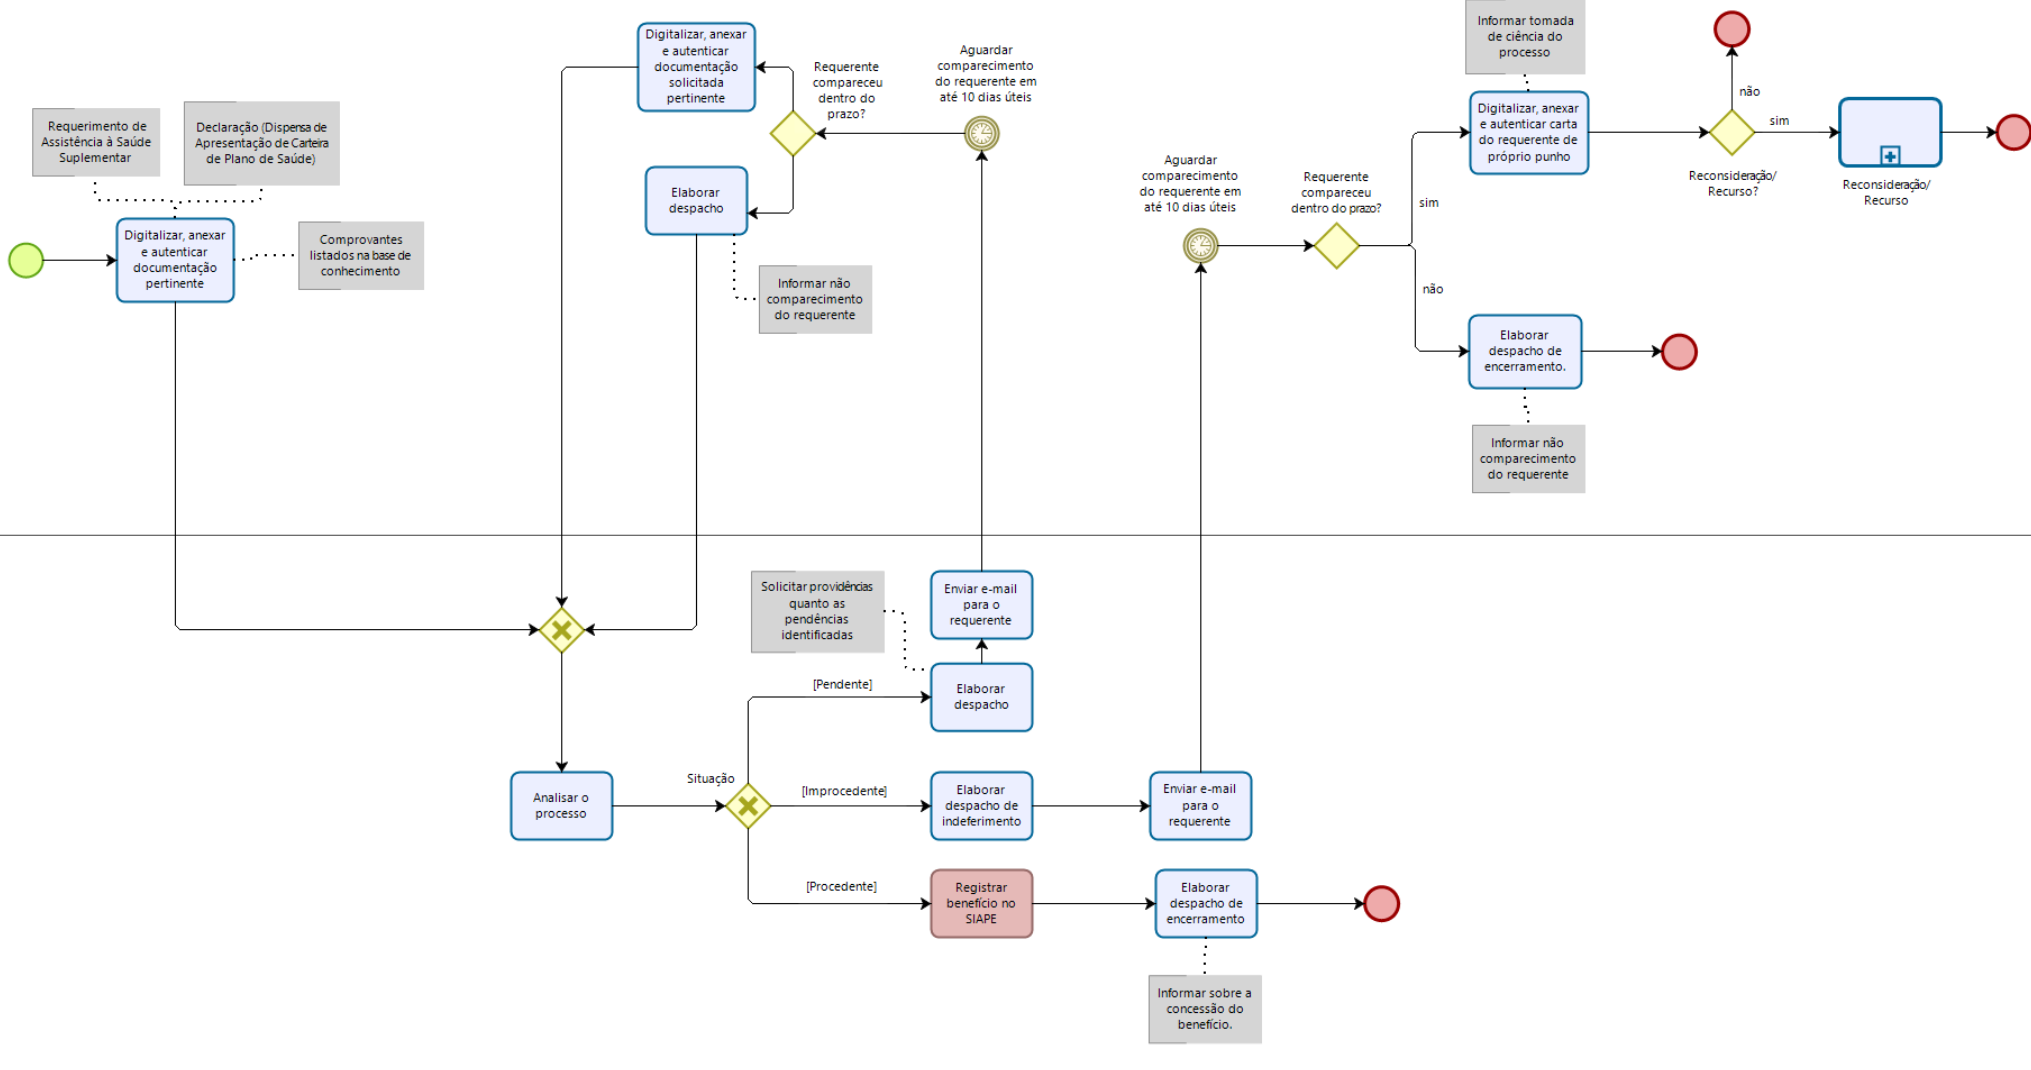 Requerimento de
Assistência à Saúde
Suplementar
Declaração (Dispensa de
Apresentação de Carteira
de Plano de Saúde)
Digitalizar, anexar
e autenticar
documentação
pertinente
Comprovantes
listados na base de
conhecimento
Digitalizar, anexar
e autenticar
documentação
solicitada
pertinente
Requerente
compareceu
dentro do
prazo?
Aguardar
comparecimento
do requerente em
até 10 dias úteis
Elaborar
despacho
Informar não
comparecimento
do requerente
Aguardar
comparecimento
do requerente em
até 10 dias úteis
Requerente
compareceu
dentro do prazo?
sim
não
Informar tomada
de ciência do
processo
Digitalizar, anexar
e autenticar carta
do requerente de
próprio punho
não
sim
Reconsideração/
Recurso?
Reconsideração/
Recurso
Elaborar
despacho de
encerramento.
Informar não
comparecimento
do requerente
Solicitar providências
quanto as
pendências
identificadas
Enviar e-mail
para o
requerente
[Pendente]
Elaborar
despacho
Analisar o
processo
Situação
[Improcedente]
Elaborar
despacho de
indeferimento
Enviar e-mail
para o
requerente
[Procedente]
Registrar
benefício no
SIAPE
Elaborar
despacho de
encerramento
Informar sobre a
concessão do
benefício.